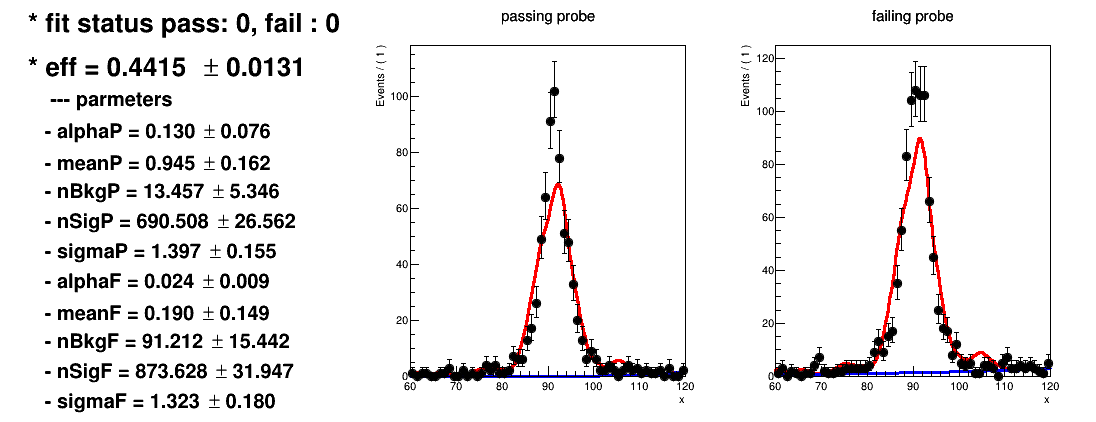 * fit status pass: 0, fail : 0
* eff = 0.4415 ± 0.0131
--- parmeters
- alphaP = 0.130 ± 0.076
- meanP = 0.945 ± 0.162
- nBkgP = 13.457 ± 5.346
- nSigP = 690.508 ± 26.562
- sigmaP = 1.397 ± 0.155
- alphaF = 0.024 ± 0.009
- meanF = 0.190 ± 0.149
- nBkgF = 91.212 ± 15.442
- nSigF = 873.628 ± 31.947
- sigmaF = 1.323 ± 0.180
passing probe
Events / ( 1 )
100
80
60
40
20
0
60 70 80 90 100 110 120
x
failing probe
Events / ( 1 )
120
100
80
60
40
20
0
60 70 80 90 100 110 120
x